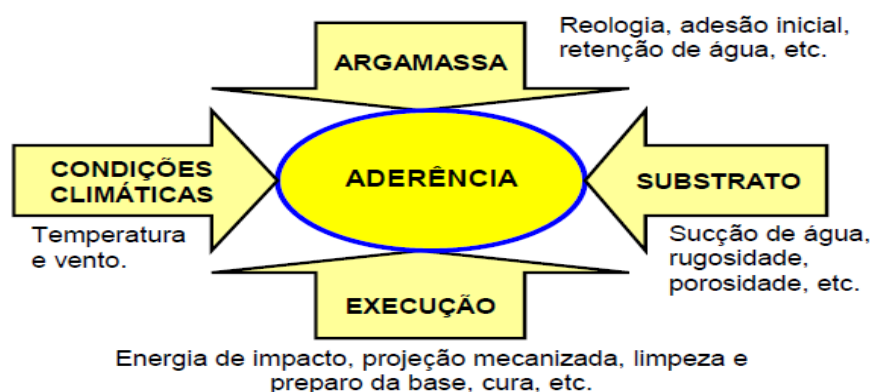 Reologia, adesão inicial,
retenção de água, etc.
ARGAMASSA
CONDIÇÕES
CLIMÁTICAS
Temperatura
e vento.
ADERÊNCIA
SUBSTRATO
Sucção de água,
rugosidade,
porosidade, etc.
EXECUÇÃO
Energia de impacto, projeção mecanizada, limpeza e
preparo da base, cura, etc.